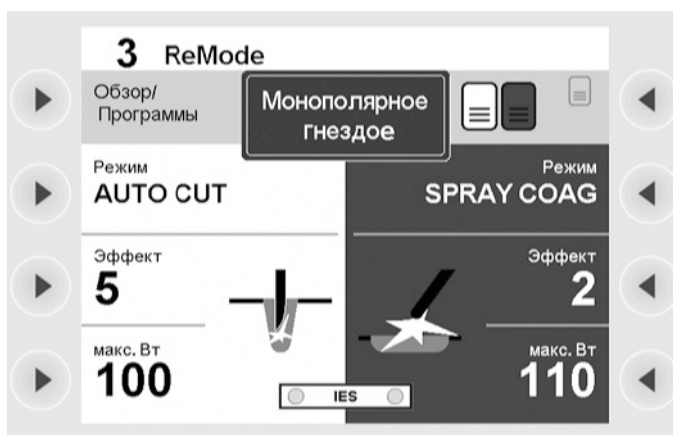 3 ReMode
Обзор/
Программы
Монополярное
гнездое
Режим
AUTO CUT
Режим
SPRAY COAG
Эффект
5
Эффект
2
макс. Вт
100
макс. Вт
110
IES